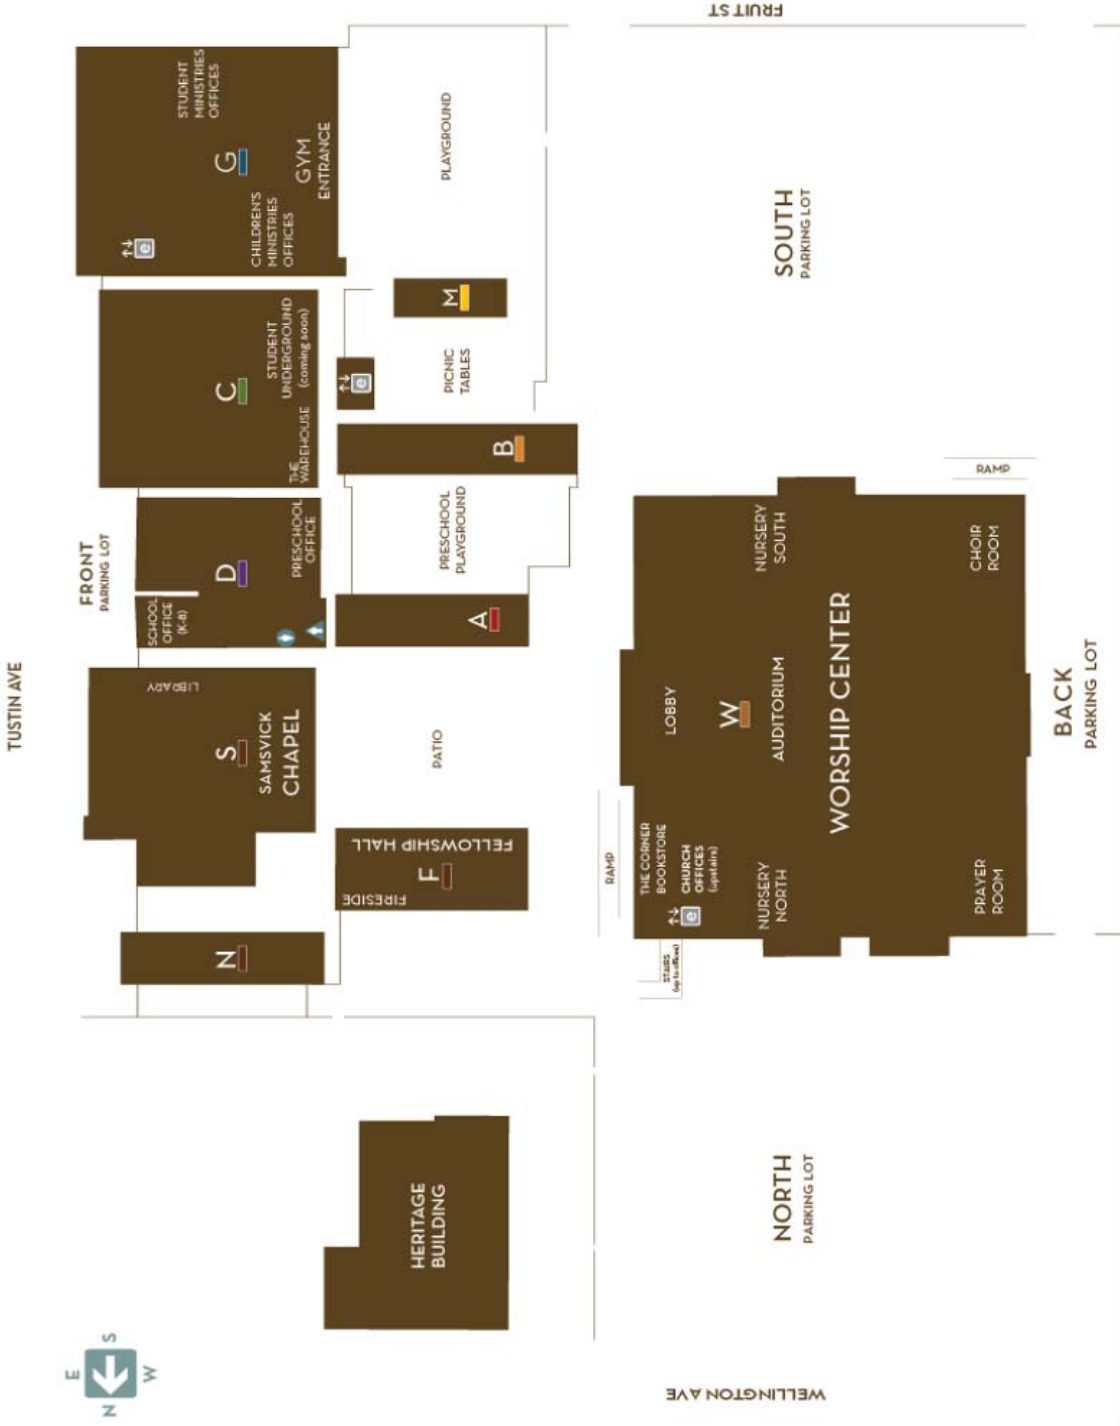 FRUIT ST
STUDENT
MINISTRIES
OFFICES
G
GYM
ENTRANCE
CHILDREN'S
MINISTRIES
OFFICES
e
PLAYGROUND
SOUTH
PARKING LOT
M
C
STUDENT
UNDERGROUND
(coming soon)
THE
WAREHOUSE
e
PICNIC
TABLES
B
RAMP
FRONT
PARKING LOT
D
PRESCHOOL
OFFICE
SCHOOL
OFFICE
(K-8)
PRESCHOOL
PLAYGROUND
A
NURSERY
SOUTH
CHOIR
ROOM
TUSTIN AVE
LIBRARY
S
SAMSVICK
CHAPEL
PATIO
LOBBY
W
AUDITORIUM
WORSHIP CENTER
BACK
PARKING LOT
FELLOWSHIP HALL
F
FIRESIDE
RAMP
THE CORNER
BOOKSTORE
CHURCH
OFFICES
(upstairs)
e
NURSERY
NORTH
PRAYER
ROOM
N
STAIRS
(up to offices)
HERITAGE
BUILDING
NORTH
PARKING LOT
E
S
N
W
WELLINGTON AVE